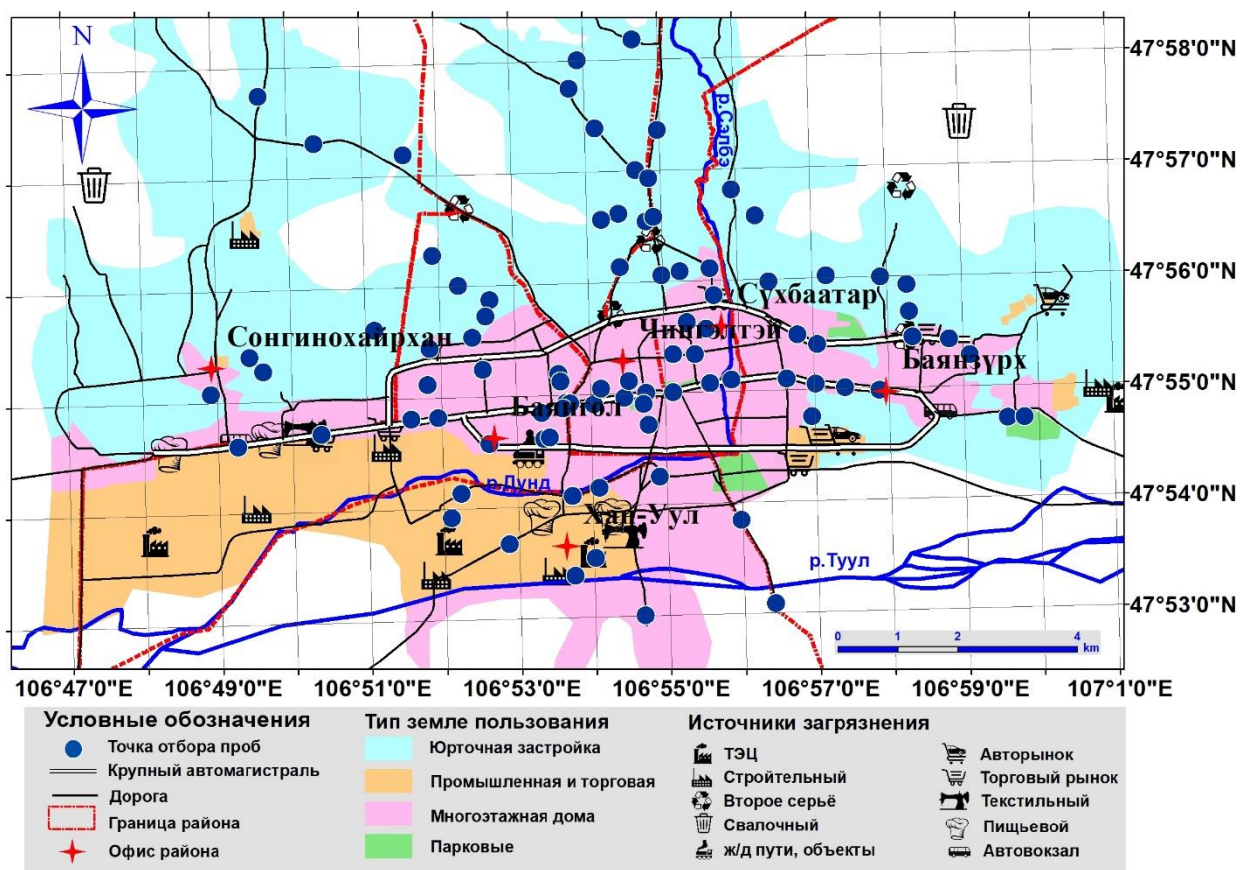 N
47°58'0"N
р.Сэлбэ
47°57'0"N
47°56'0"N
Сүхбаатар
Сонгинохайрхан
Чингэлтэй
Баянзүрх
47°55'0"N
Баянгол
47°54'0"N
р.Дунд
Хан-Уул
р.Туул
47°53'0"N
0 1 2 4
km
106°47'0"E 106°49'0"E 106°51'0"E 106°53'0"E 106°55'0"E 106°57'0"E 106°59'0"E 107°1'0"E
Условные обозначения
Точка отбора проб
Крупный автомагистраль
Дорога
Граница района
Офис района
Тип земле пользования
Юрточная застройка
Промышленная и торговая
Многоэтажная дома
Парковые
Источники загрязнения
ТЭЦ
Стройтельный
Второе серьё
Свалочный
ж/д пути, объекты
Авторынок
Торговый рынок
Текстильный
Пищьевой
Автовокзал